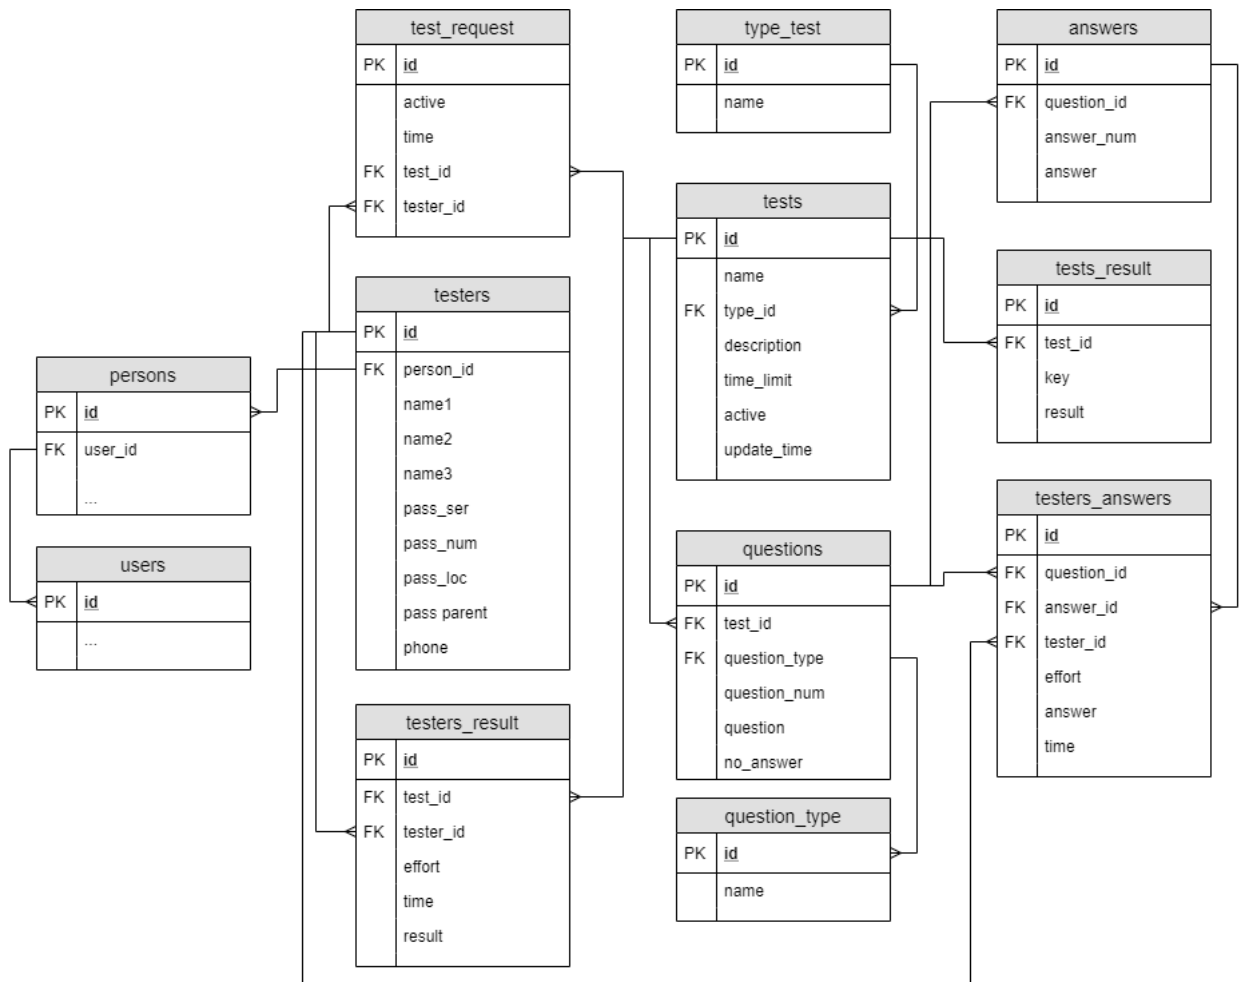 test_request
PK id
active
time
FK test_id
FK tester_id
type_test
PK id
name
answers
PK id
FK question_id
answer_num
answer
tests
PK id
name
FK type_id
description
time_limit
active
update_time
tests_result
PK id
FK test_id
key
result
testers
PK id
FK person_id
name1
name2
name3
pass_ser
pass_num
pass_loc
pass parent
phone
persons
PK id
FK user_id
...
users
PK id
...
questions
PK id
FK test_id
FK question_type
question_num
question
no_answer
testers_answers
PK id
FK question_id
FK answer_id
FK tester_id
effort
answer
time
testers_result
PK id
FK test_id
FK tester_id
effort
time
result
question_type
PK id
name